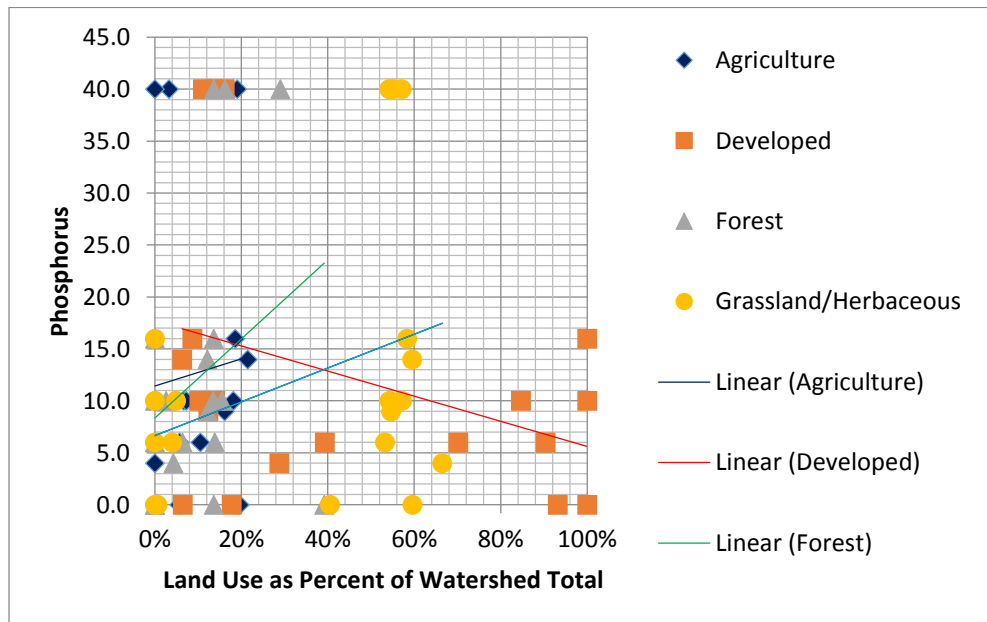 45.0
40.0
35.0
30.0
25.0
20.0
15.0
10.0
5.0
0.0
Phosphorus
0% 20% 40% 60% 80% 100%
Land Use as Percent of Watershed Total
Agriculture
Developed
Forest
Grassland/Herbaceous
Linear (Agriculture)
Linear (Developed)
Linear (Forest)